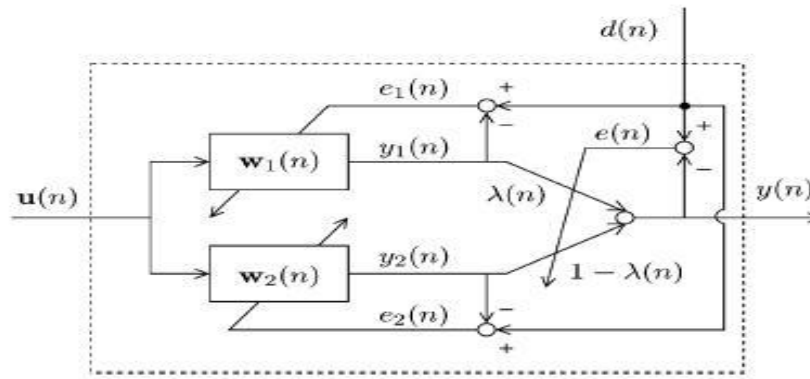 d(n)
e₁(n)
+
−
+
e(n)
−
w₁(n)
y₁(n)
λ(n)
u(n)
y(n)
w₂(n)
y₂(n)
1 − λ(n)
−
e₂(n)
+